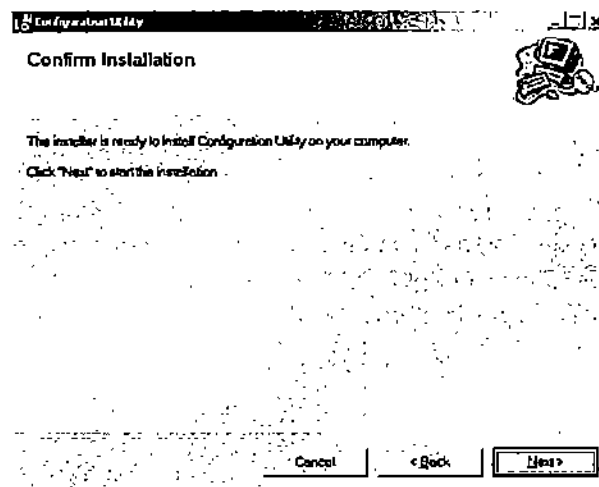 Configuration Utility
Confirm Installation
The installer is ready to install Configuration Utility on your computer.
Click "Next" to start the installation
Cancel
< Back
Next >